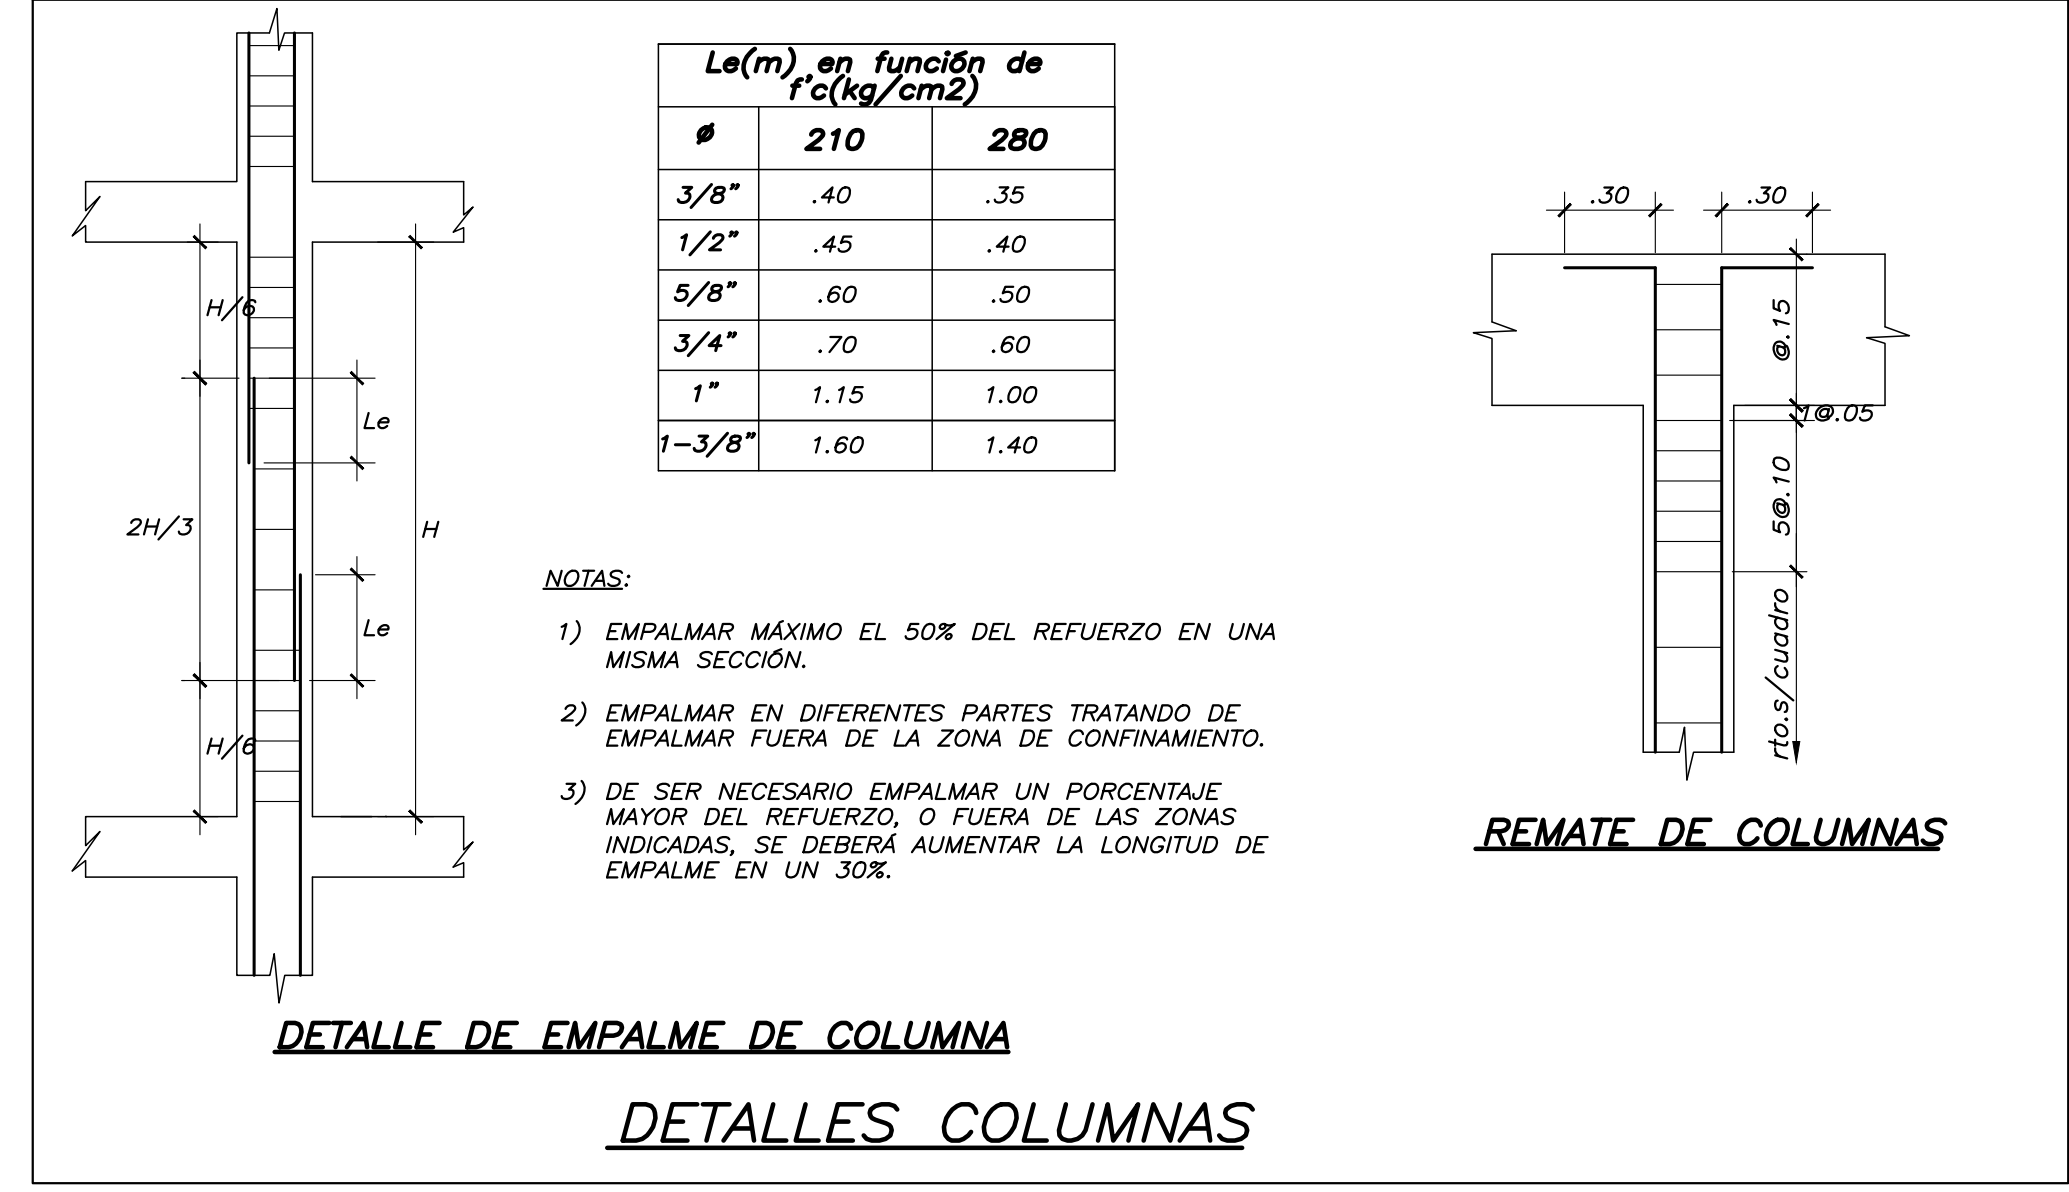 H/6
2H/3
H/6
Le
Le
H
DETALLE DE EMPALME DE COLUMNA
Le(m) en función de
f'c(kg/cm2)
ø 210 280
3/8" .40 .35
1/2" .45 .40
5/8" .60 .50
3/4" .70 .60
1" 1.15 1.00
1-3/8" 1.60 1.40
NOTAS:
1) EMPALMAR MÁXIMO EL 50% DEL REFUERZO EN UNA
MISMA SECCIÓN.
2) EMPALMAR EN DIFERENTES PARTES TRATANDO DE
EMPALMAR FUERA DE LA ZONA DE CONFINAMIENTO.
3) DE SER NECESARIO EMPALMAR UN PORCENTAJE
MAYOR DEL REFUERZO, O FUERA DE LAS ZONAS
INDICADAS, SE DEBERÁ AUMENTAR LA LONGITUD DE
EMPALME EN UN 30%.
.30 .30
@.15
1@.05
5@.10
rto.s/cuadro
REMATE DE COLUMNAS
DETALLES COLUMNAS